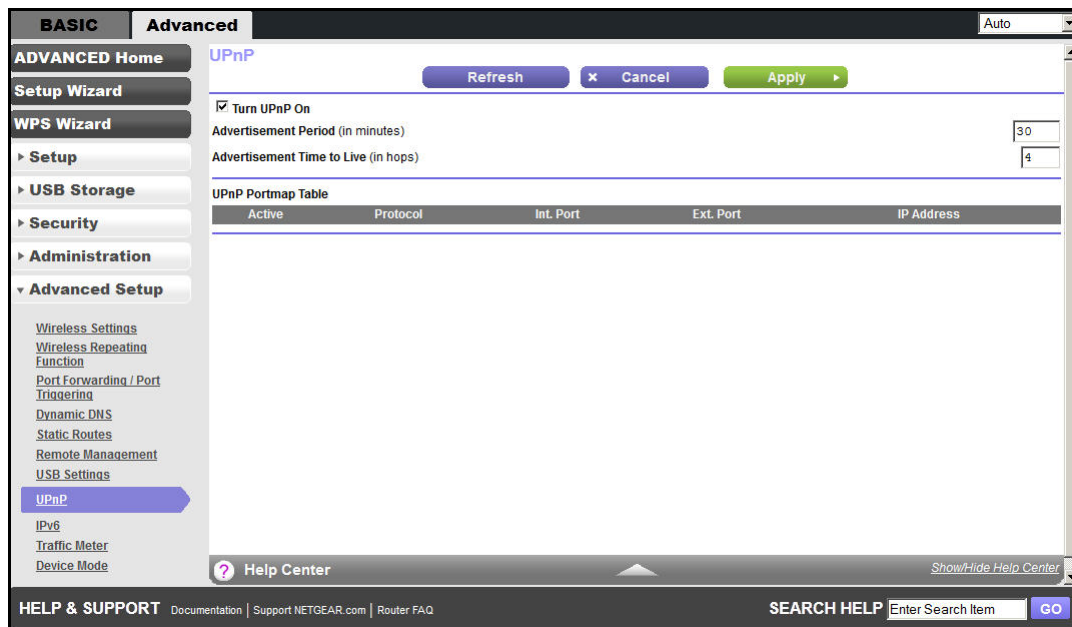 BASIC Advanced Auto
ADVANCED Home
Setup Wizard
WPS Wizard
Setup
USB Storage
Security
Administration
Advanced Setup
Wireless Settings
Wireless Repeating
Function
Port Forwarding / Port
Triggering
Dynamic DNS
Static Routes
Remote Management
USB Settings
UPnP
IPv6
Traffic Meter
Device Mode
UPnP
Refresh × Cancel Apply
Turn UPnP On
Advertisement Period (in minutes) 30
Advertisement Time to Live (in hops) 4
UPnP Portmap Table
Active Protocol Int. Port Ext. Port IP Address
? Help Center Show/Hide Help Center
HELP & SUPPORT Documentation | Support NETGEAR.com | Router FAQ SEARCH HELP Enter Search Item GO